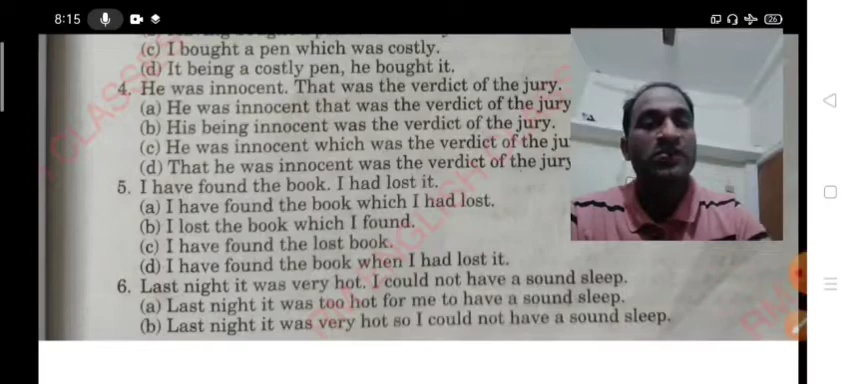 8:15
26
(c) I bought a pen which was costly.
(d) It being a costly pen, he bought it.
4. He was innocent. That was the verdict of the jury.
(a) He was innocent that was the verdict of the jury
(b) His being innocent was the verdict of the jury.
(c) He was innocent which was the verdict of the ju
(d) That he was innocent was the verdict of the jury
5. I have found the book. I had lost it.
(a) I have found the book which I had lost.
(b) I lost the book which I found.
(c) I have found the lost book.
(d) I have found the book when I had lost it.
6. Last night it was very hot. I could not have a sound sleep.
(a) Last night it was too hot for me to have a sound sleep.
(b) Last night it was very hot so I could not have a sound sleep.